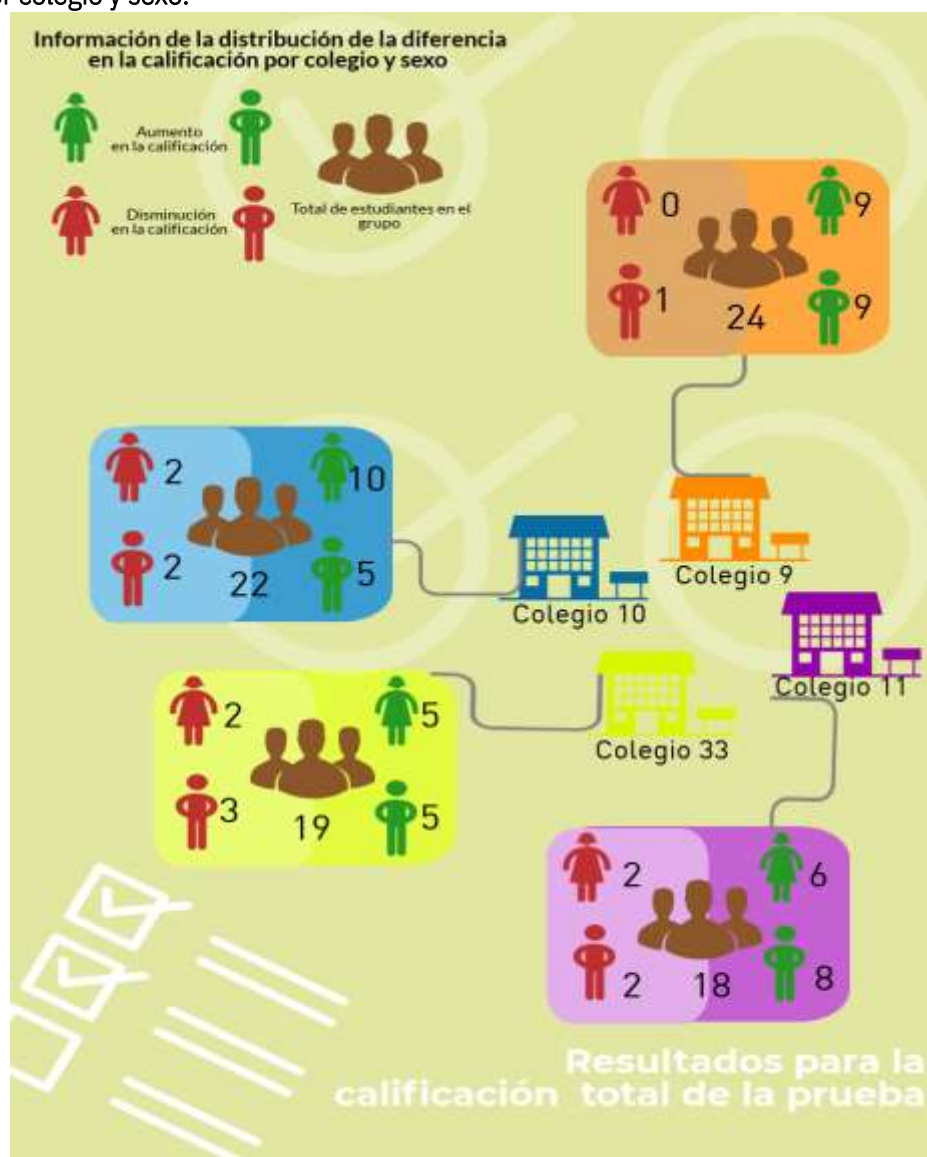 por colegio y sexo.
Información de la distribución de la diferencia
en la calificación por colegio y sexo
Aumento
en la calificación
Disminución
en la calificación
Total de estudiantes en el
grupo
0
9
1
24
9
Colegio 9
2
10
2
22
5
Colegio 10
Colegio 11
2
5
3
19
5
Colegio 33
2
6
2
18
8
Resultados para la
calificación total de la prueba